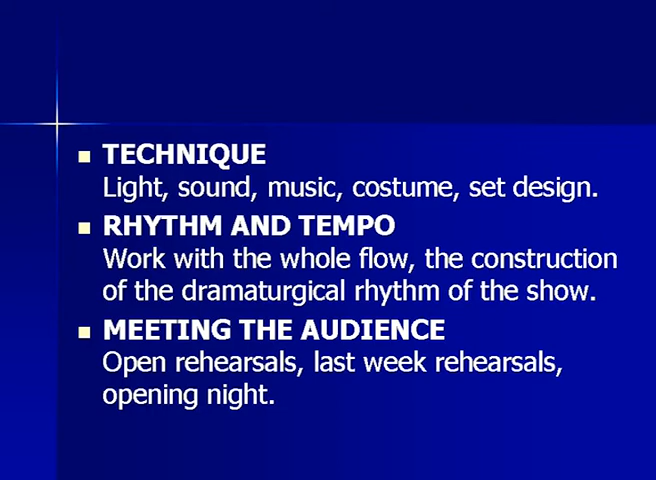 TECHNIQUE
Light, sound, music, costume, set design.
RHYTHM AND TEMPO
Work with the whole flow, the construction
of the dramaturgical rhythm of the show.
MEETING THE AUDIENCE
Open rehearsals, last week rehearsals,
opening night.